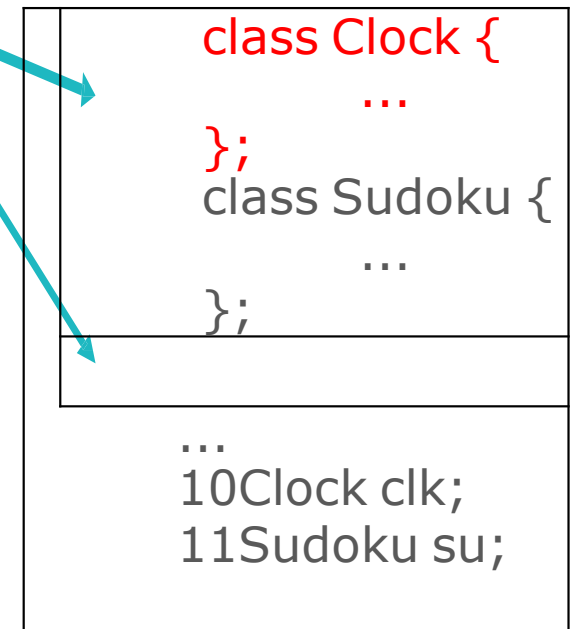 class Clock {
...
};
class Sudoku {
...
};
...
10Clock clk;
11Sudoku su;